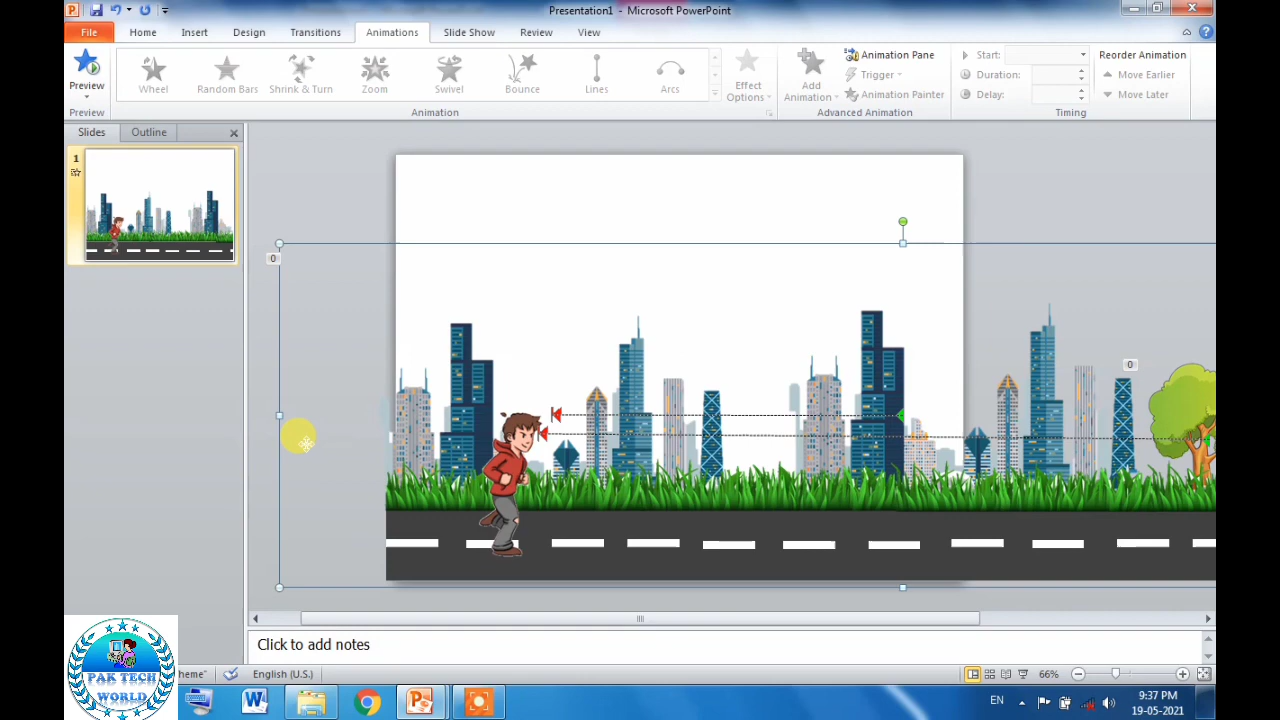 Presentation1 - Microsoft PowerPoint
File Home Insert Design Transitions Animations Slide Show Review View
Preview
Preview
Wheel Random Bars Shrink & Turn Zoom Swivel Bounce Lines Arcs
Animation
Effect Options
Add Animation
Animation Pane
Trigger
Animation Painter
Advanced Animation
Start:
Duration:
Delay:
Reorder Animation
Move Earlier
Move Later
Timing
Slides Outline
1
0
0
Click to add notes
heme"
English (U.S.)
66%
PAK TECH
WORLD
EN
9:37 PM
19-05-2021